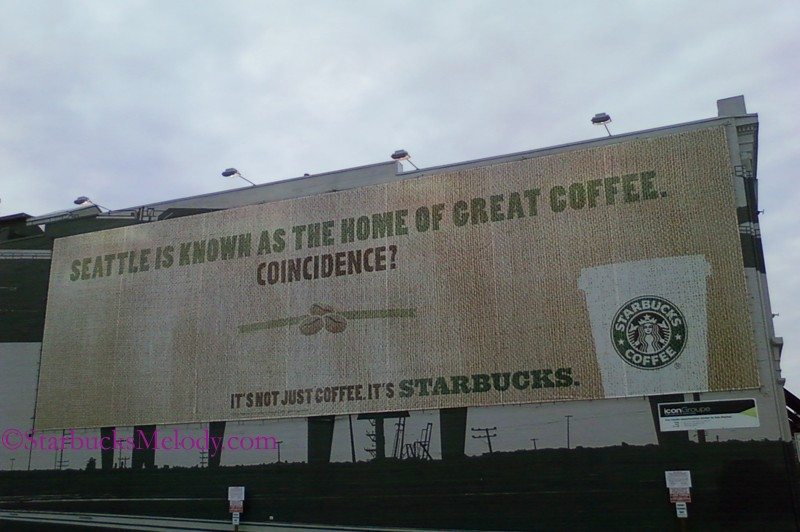 SEATTLE IS KNOWN AS THE HOME OF GREAT COFFEE.
COINCIDENCE?
STARBUCKS
COFFEE
®
IT'S NOT JUST COFFEE. IT'S STARBUCKS.
iconGroupe
©StarbucksMelody.com